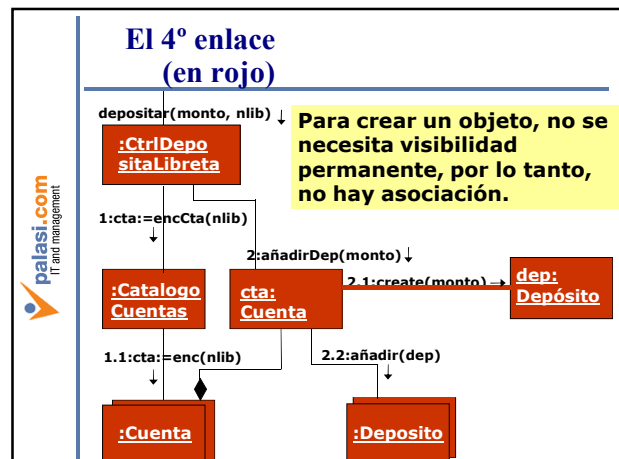 El 4º enlace
(en rojo)
depositar(monto, nlib)
Para crear un objeto, no se
necesita visibilidad
permanente, por lo tanto,
no hay asociación.
:CtrlDepo
sitaLibreta
palasi.com
IT and management
1:cta:=encCta(nlib)
2:añadirDep(monto)
2.1:create(monto)
dep:
Depósito
:Catalogo
Cuentas
cta:
Cuenta
1.1:cta:=enc(nlib)
2.2:añadir(dep)
:Cuenta
:Deposito